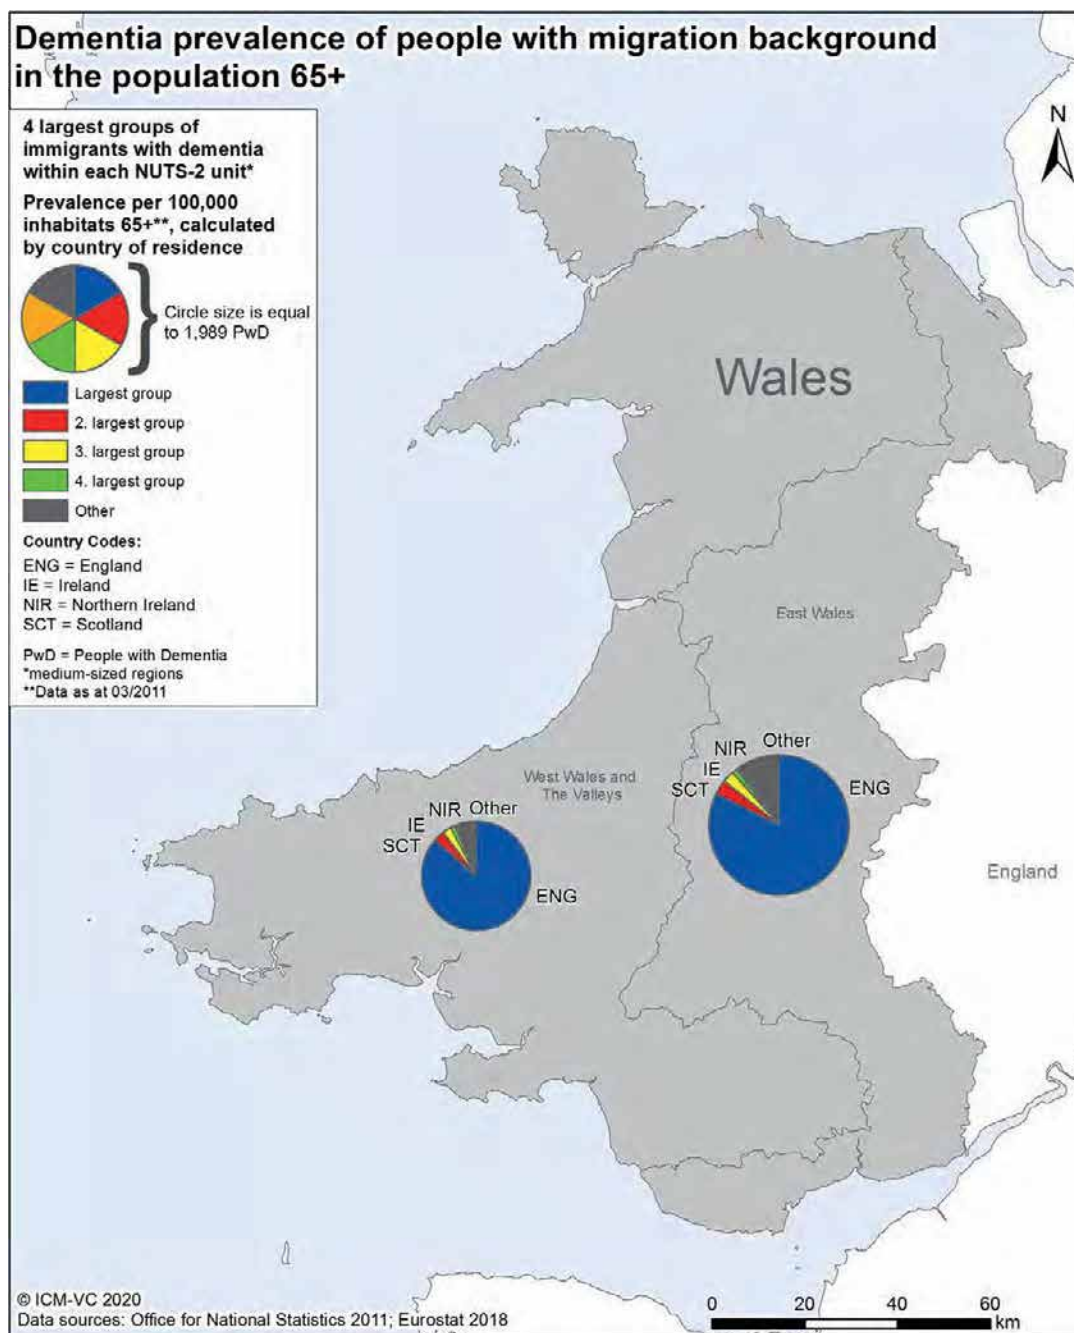 Dementia prevalence of people with migration background
in the population 65+
4 largest groups of
immigrants with dementia
within each NUTS-2 unit*
Prevalence per 100,000
inhabitats 65+**, calculated
by country of residence
Circle size is equal
to 1,989 PwD
Largest group
2. largest group
3. largest group
4. largest group
Other
Country Codes:
ENG = England
IE = Ireland
NIR = Northern Ireland
SCT = Scotland
PwD = People with Dementia
*medium-sized regions
**Data as at 03/2011
N
Wales
East Wales
NIR Other
IE
SCT
ENG
West Wales and
The Valleys
NIR Other
IE
SCT
ENG
England
© ICM-VC 2020
Data sources: Office for National Statistics 2011; Eurostat 2018
0 20 40 60
km